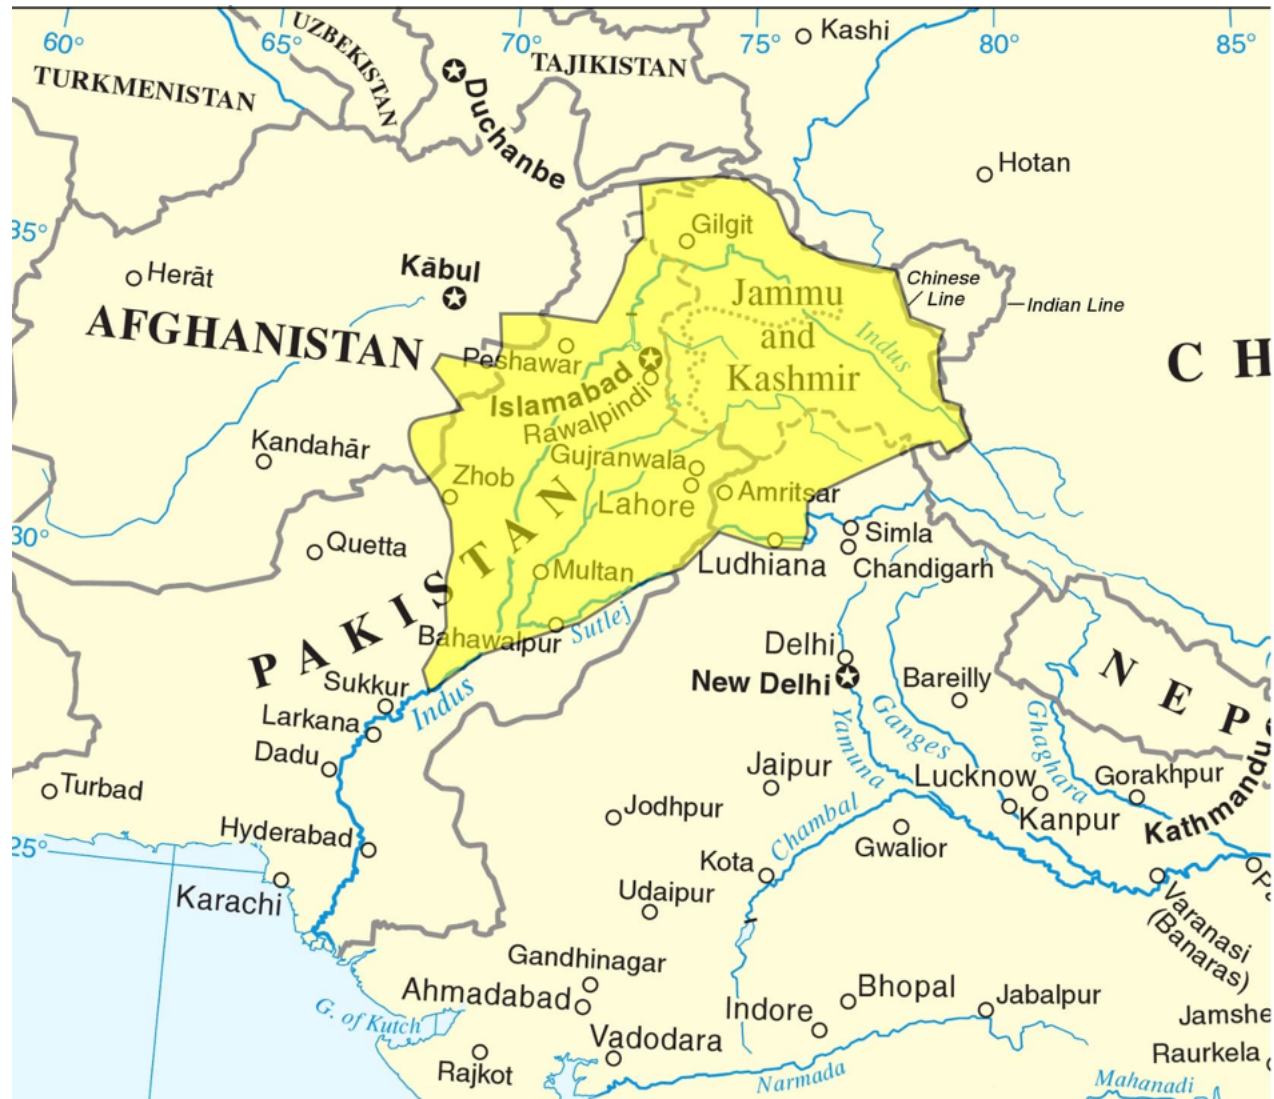 60°
65°
70°
75°
80°
85°
Kashi
UZBEKISTAN
TAJIKISTAN
TURKMENISTAN
Duchanbe
Hotan
35°
Gilgit
Herāt
Kābul
Chinese
Line
Indian Line
Jammu
and
Kashmir
Indus
AFGHANISTAN
Peshawar
Islamabad
Rawalpindi
C H
Kandahār
Zhob
Gujranwala
Lahore
Amritsar
30°
Quetta
Simla
Chandigarh
Ludhiana
Multan
PAKISTAN
Bahawalpur
Sutlej
Delhi
New Delhi
NEP
Bareilly
Sukkur
Indus
Larkana
Dadu
Yamuna
Ganges
Ghaghara
Kathmandu
Turbad
Jaipur
Lucknow
Gorakhpur
Jodhpur
Chambal
Kanpur
Hyderabad
Gwalior
25°
Kota
Karachi
Udaipur
Varanasi
(Banaras)
Gandhinagar
Ahmadabad
Bhopal
Jabalpur
G. of Kutch
Indore
Jamshe
Vadodara
Raurkela
Rajkot
Narmada
Mahanadi